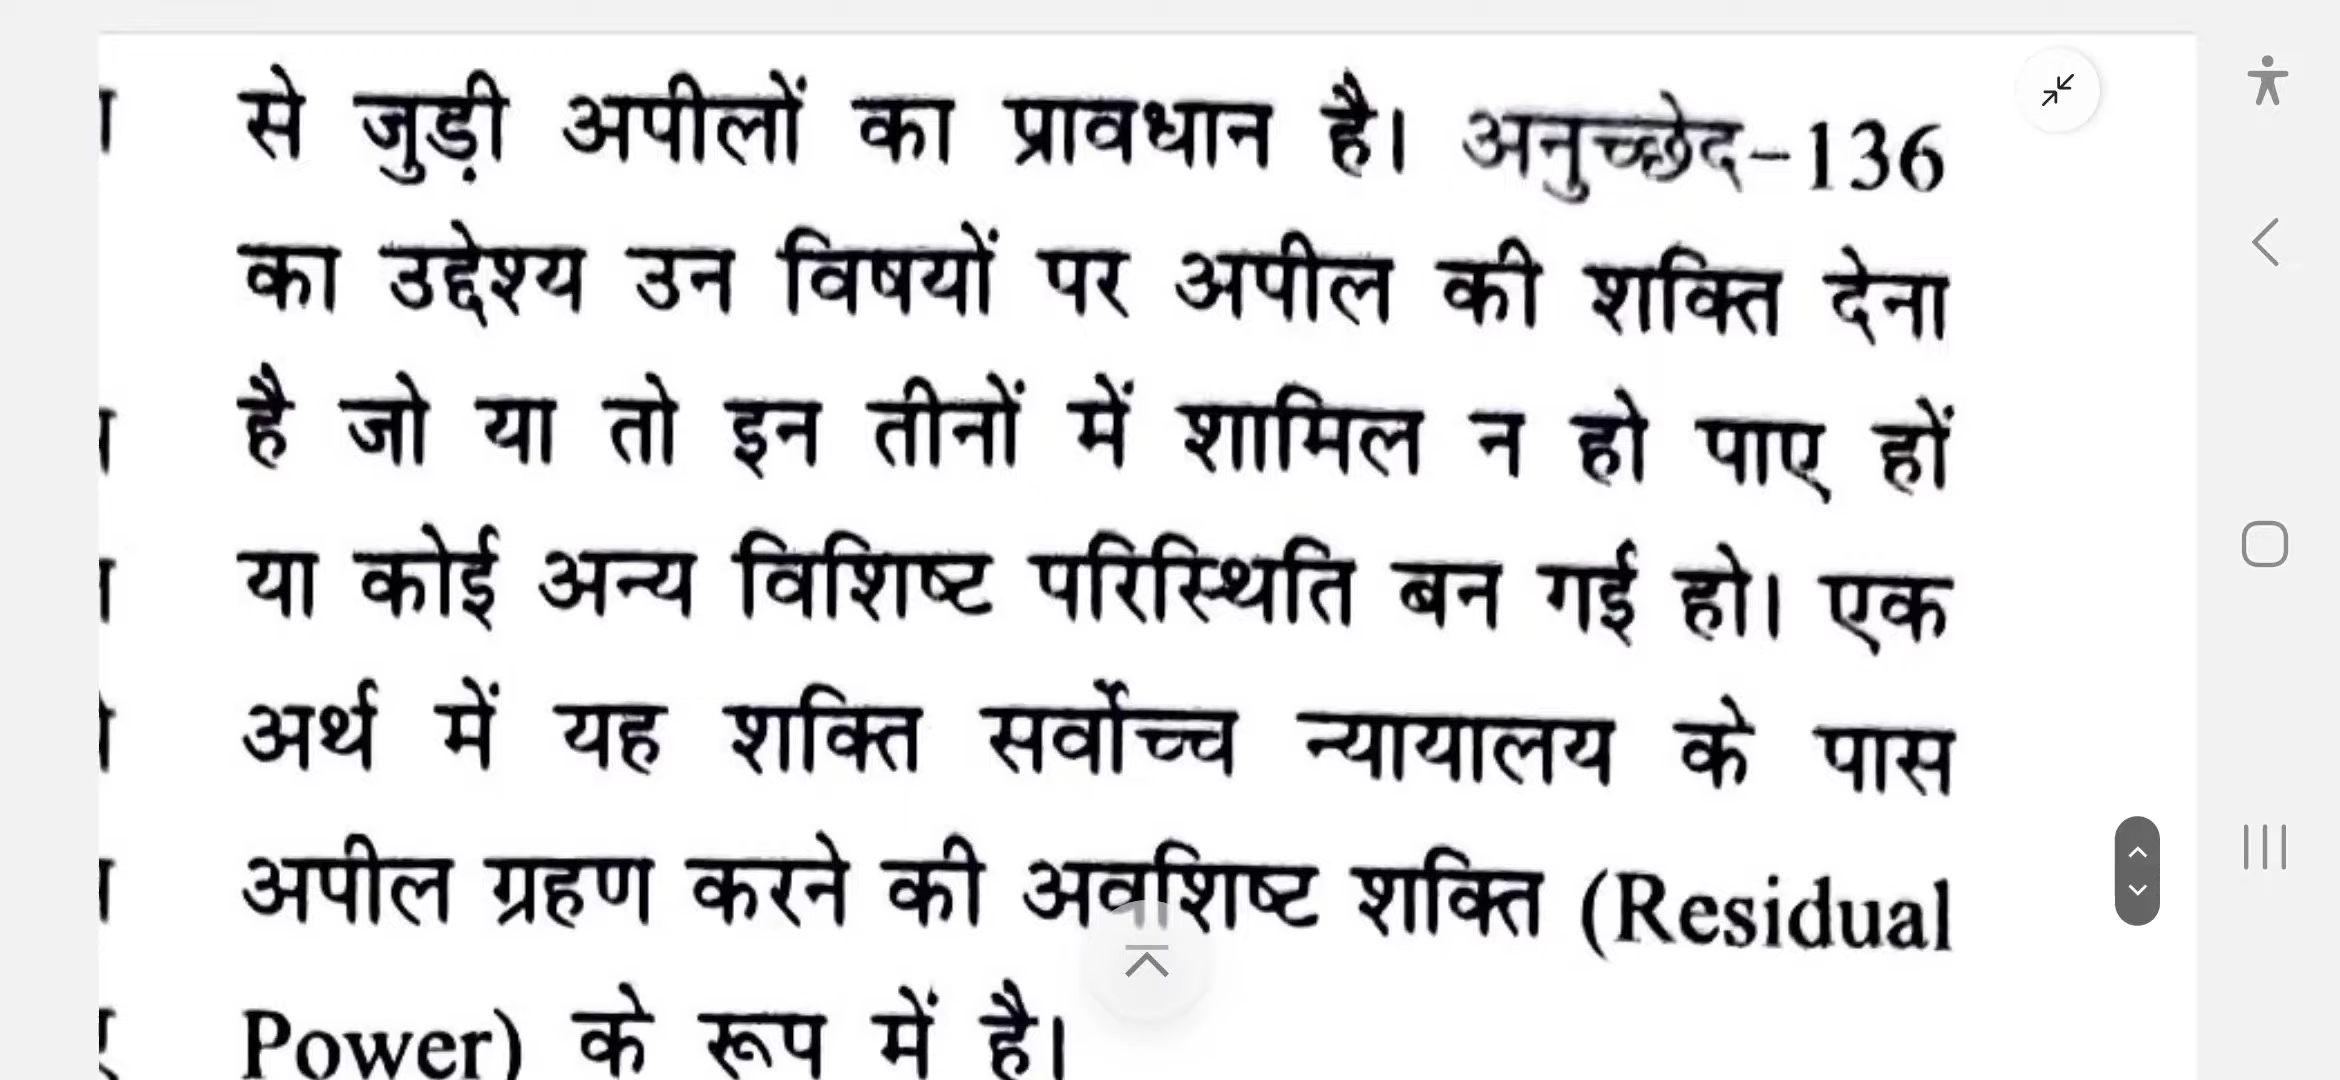 से जुड़ी अपीलों का प्रावधान है। अनुच्छेद-136
का उद्देश्य उन विषयों पर अपील की शक्ति देना
है जो या तो इन तीनों में शामिल न हो पाए हों
या कोई अन्य विशिष्ट परिस्थिति बन गई हो। एक
अर्थ में यह शक्ति सर्वोच्च न्यायालय के पास
अपील ग्रहण करने की अवशिष्ट शक्ति (Residual
Power) के रूप में है।